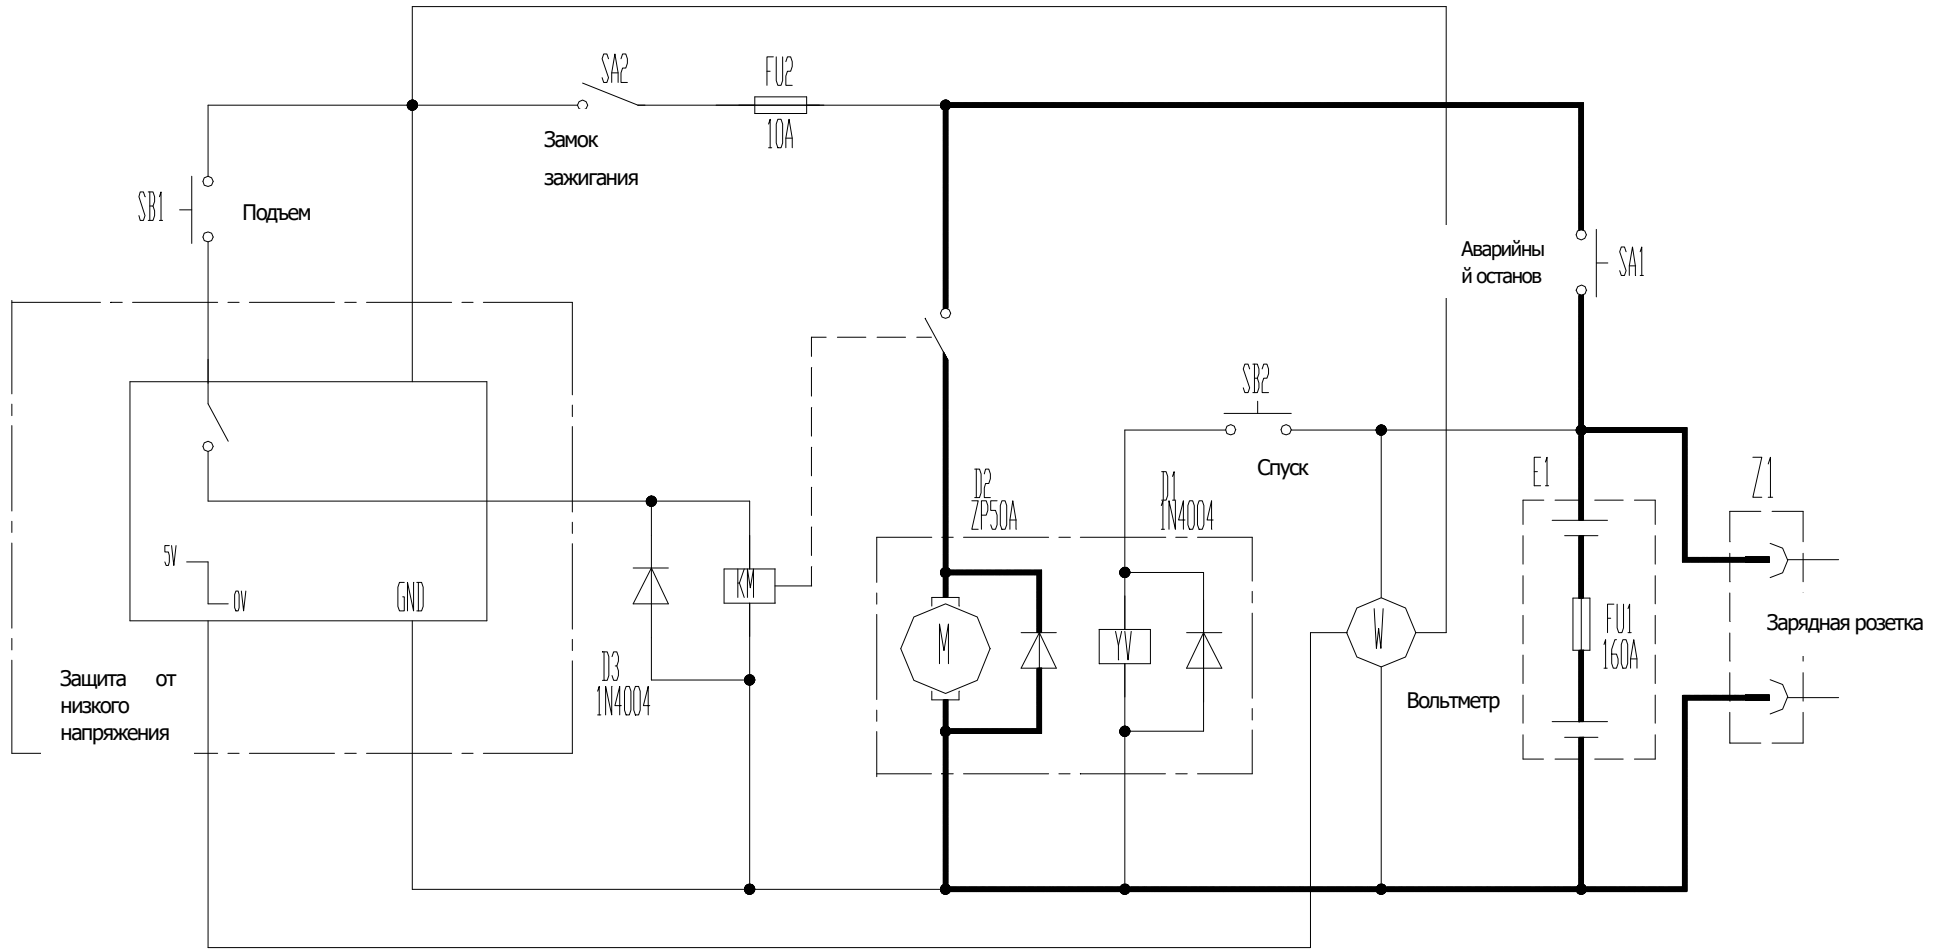 SA2
FU2
10A
Замок
зажигания
SB1
Подъем
Аварийны
й останов
SA1
SB2
Спуск
D2
ZP50A
D1
1N4004
E1
Z1
5V
0V
GND
KM
M
YV
W
FU1
160A
Зарядная розетка
Защита от
низкого
напряжения
D3
1N4004
Вольтметр